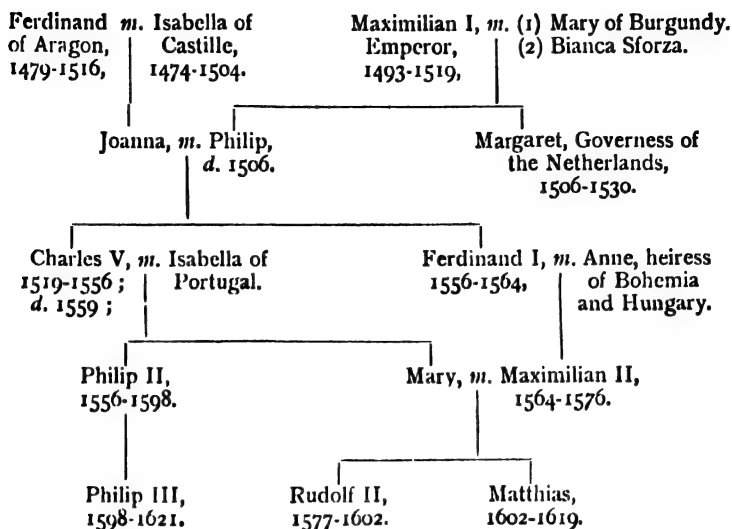 Ferdinand m. Isabella Maximilian I, m. (1) Mary of Burgundy.
of Aragon, Castille, Emperor, (2) Bianca Sforza.
1479-1516, 1474-1504. 1493-1519,
Joanna, m. Philip, Margaret, Governess of
d. 1506. the Netherlands,
1506-1530.
Charles V, m. Isabella of Ferdinand I, m. Anne, heiress
1519-1556; Portugal. 1556-1564, of Bohemia
d. 1559; and Hungary.
Philip II, Mary, m. Maximilian II,
1556-1598. 1564-1576.
Philip III, Rudolf II, Matthias,
1598-1621. 1577-1602. 1602-1619.